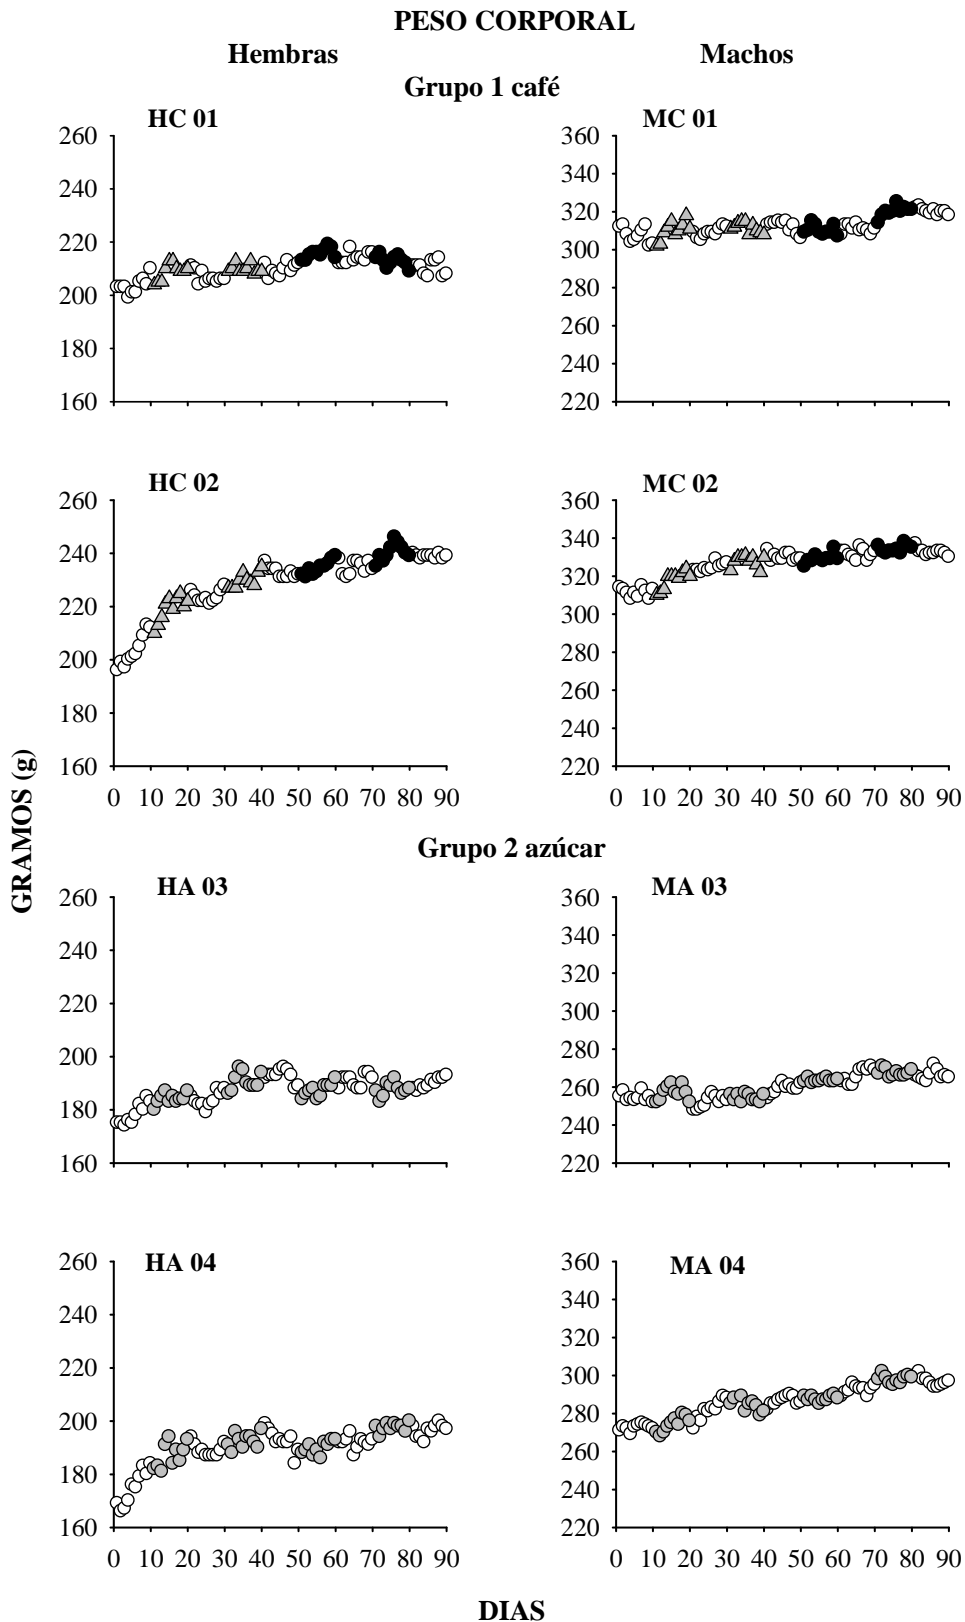 PESO CORPORAL
Hembras Machos
Grupo 1 café
HC 01 MC 01
260 360
240 340
220 320
200 300
180 280
160 260
240
220
HC 02 MC 02
260 360
240 340
220 320
200 300
180 280
160 260
240
220
0 10 20 30 40 50 60 70 80 90 0 10 20 30 40 50 60 70 80 90
GRAMOS (g)
Grupo 2 azúcar
HA 03 MA 03
260 360
240 340
220 320
200 300
180 280
160 260
240
220
HA 04 MA 04
260 360
240 340
220 320
200 300
180 280
160 260
240
220
0 10 20 30 40 50 60 70 80 90 0 10 20 30 40 50 60 70 80 90
DIAS